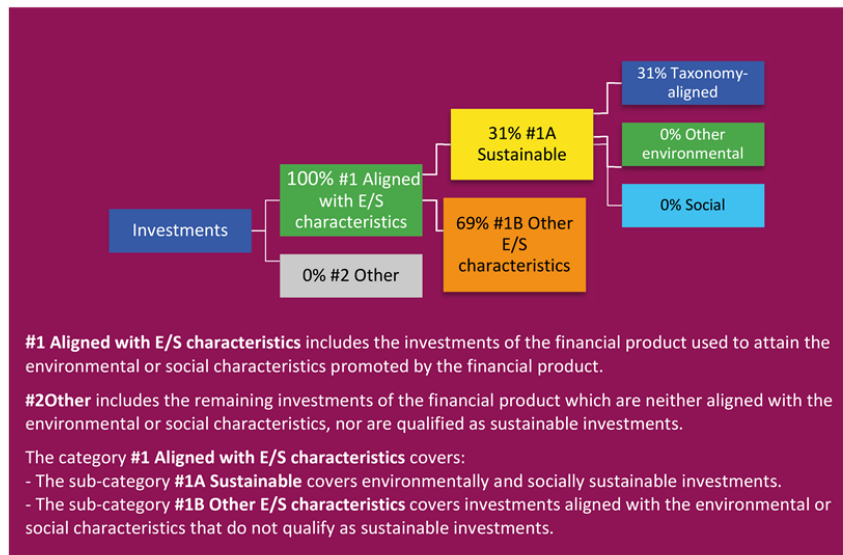 31% Taxonomy-
aligned
31% #1A
Sustainable
0% Other
environmental
100% #1 Aligned
with E/S
characteristics
0% Social
Investments
69% #1B Other
E/S
characteristics
0% #2 Other
#1 Aligned with E/S characteristics includes the investments of the financial product used to attain the
environmental or social characteristics promoted by the financial product.
#2Other includes the remaining investments of the financial product which are neither aligned with the
environmental or social characteristics, nor are qualified as sustainable investments.
The category #1 Aligned with E/S characteristics covers:
- The sub-category #1A Sustainable covers environmentally and socially sustainable investments.
- The sub-category #1B Other E/S characteristics covers investments aligned with the environmental or
social characteristics that do not qualify as sustainable investments.